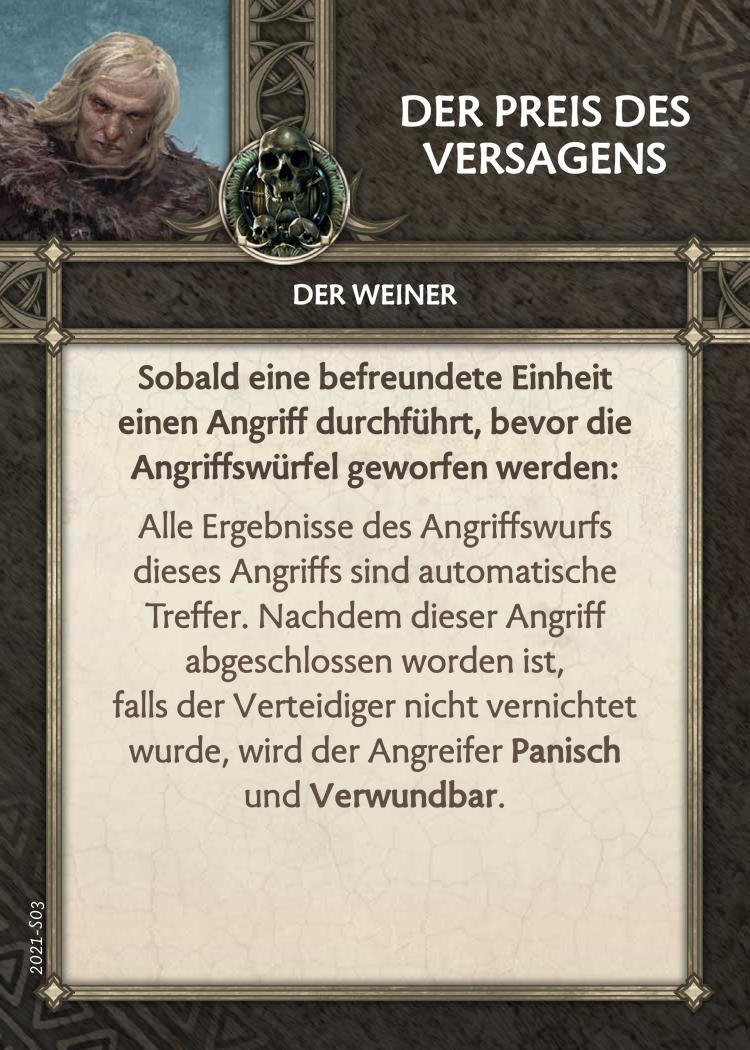 DER PREIS DES
VERSAGENS
DER WEINER
Sobald eine befreundete Einheit
einen Angriff durchführt, bevor die
Angriffswürfel geworfen werden:
Alle Ergebnisse des Angriffswurfs
dieses Angriffs sind automatische
Treffer. Nachdem dieser Angriff
abgeschlossen worden ist,
falls der Verteidiger nicht vernichtet
wurde, wird der Angreifer Panisch
und Verwundbar.
2021-S03